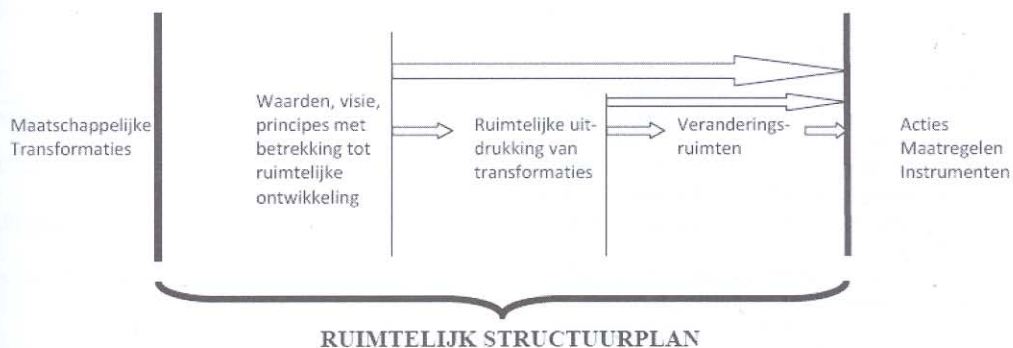 Maatschappelijke
Transformaties
Waarden, visie,
principes met
betrekking tot
ruimtelijke
ontwikkeling
Ruimtelijke uit-
drukking van
transformaties
Veranderings-
ruimten
Acties
Maatregelen
Instrumenten
RUIMTELIJK STRUCTUURPLAN